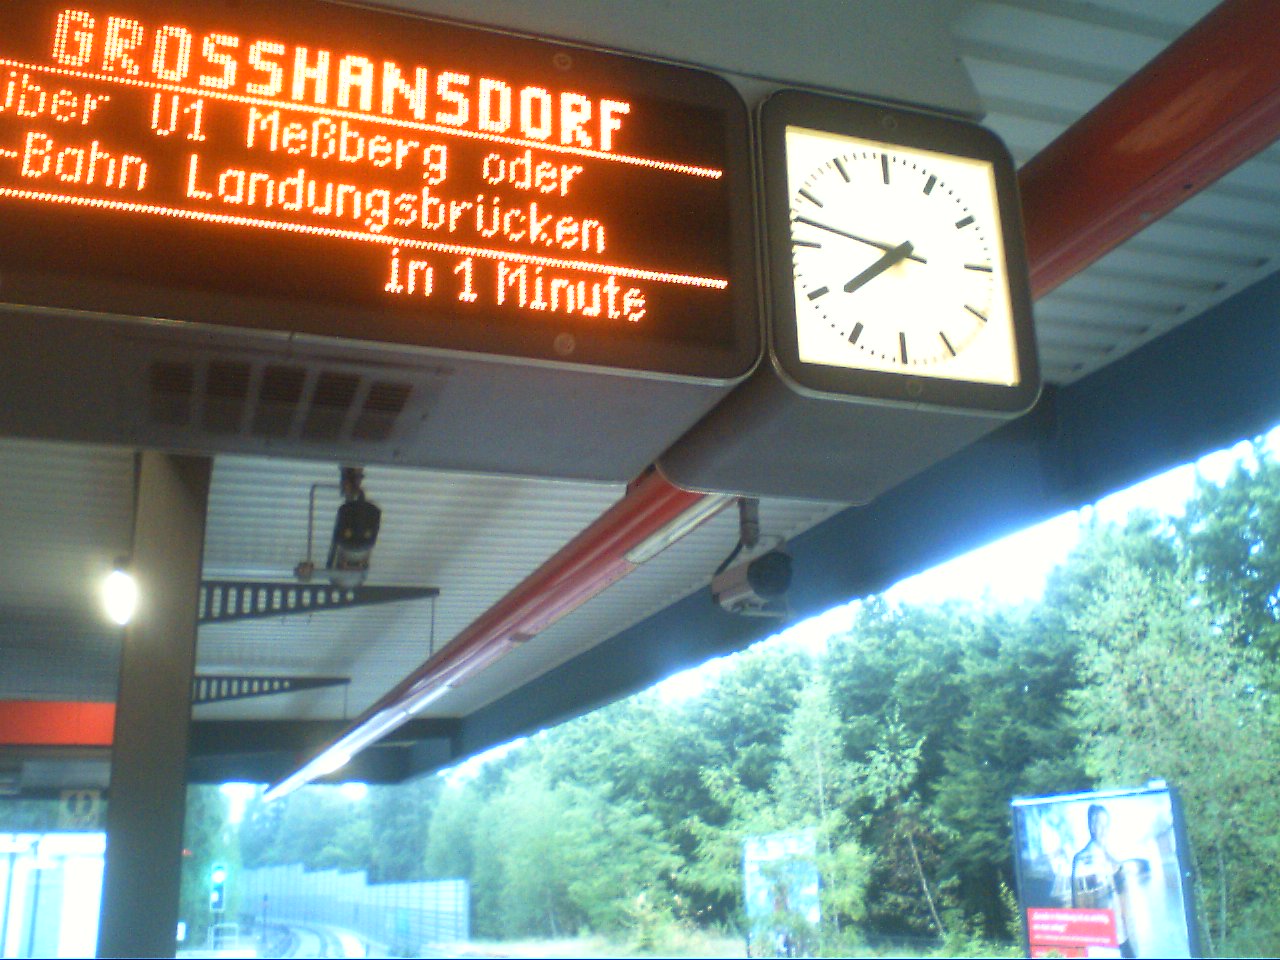 GROSSHANSDORF
über U1 Meßberg oder
-Bahn Landungsbrücken
in 1 Minute